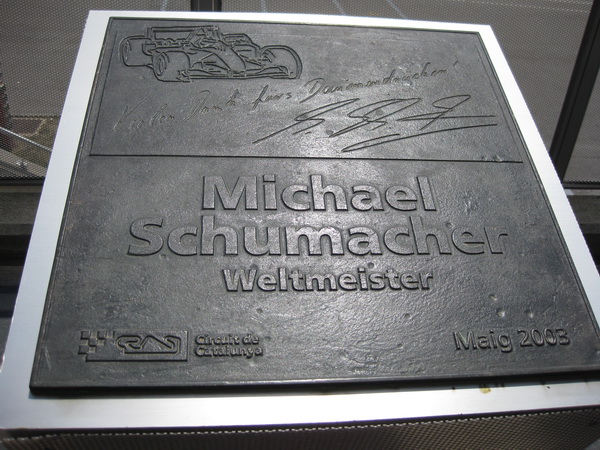 Vielen Dank fürs Daumendrücken!
Michael
Schumacher
Weltmeister
Circuit de
Catalunya
Maig 2003